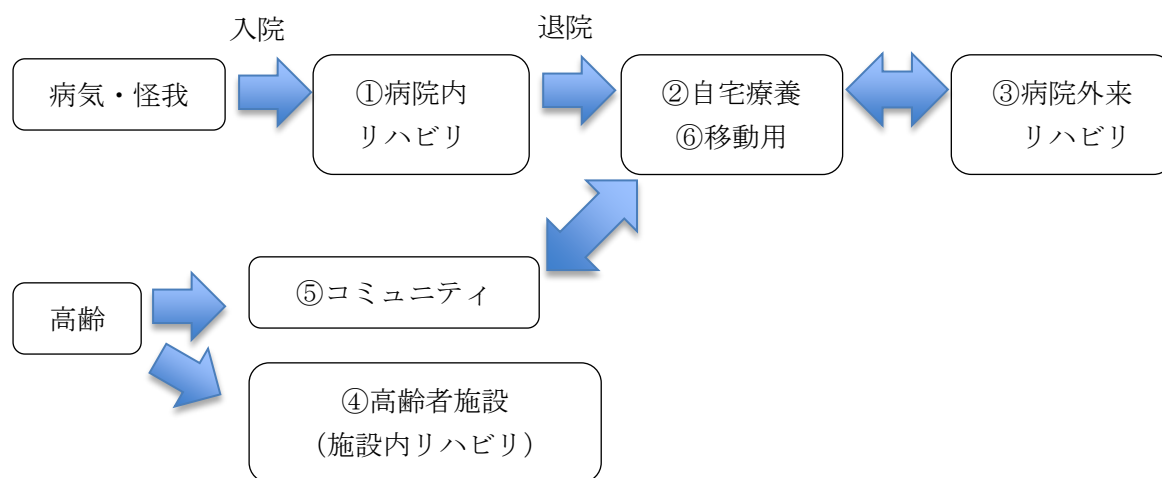 入院
退院
病気・怪我
①病院内
リハビリ
②自宅療養
⑥移動用
③病院外来
リハビリ
⑤コミュニティ
高齢
④高齢者施設
（施設内リハビリ）